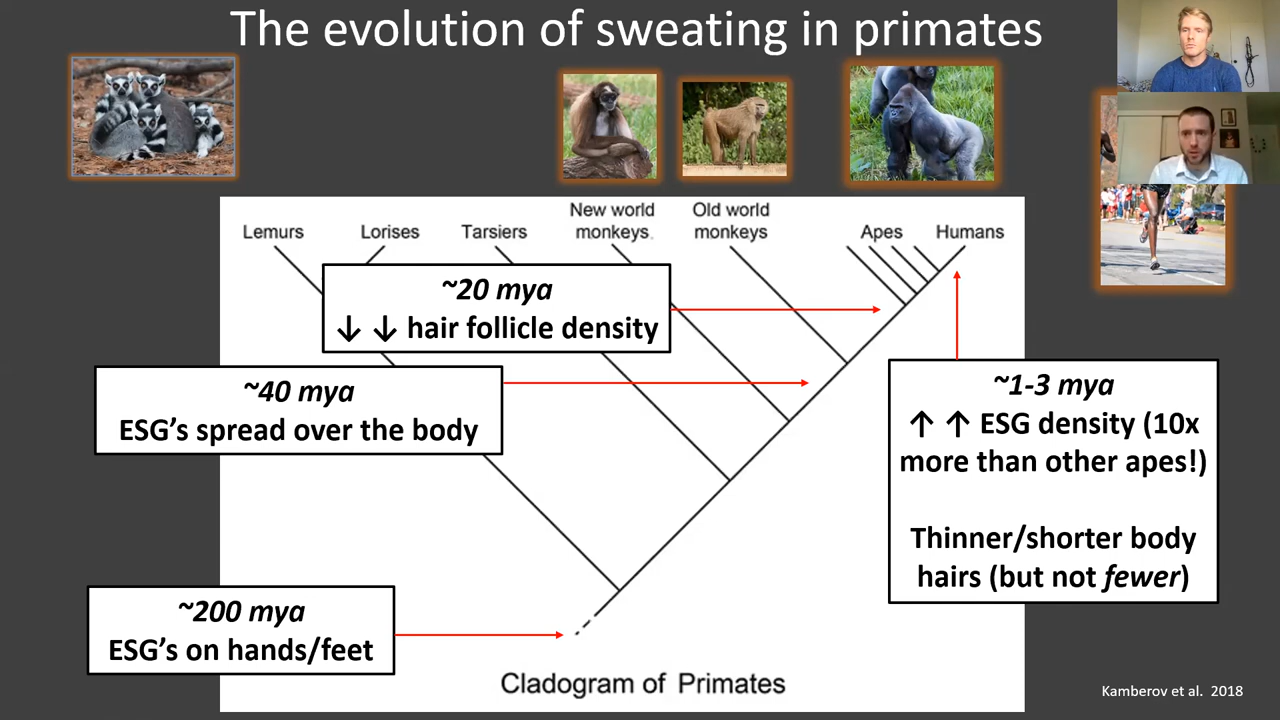 The evolution of sweating in primates
Lemurs
Lorises
Tarsiers
New world
monkeys.
Old world
monkeys
Apes
Humans
~20 mya
↓ ↓ hair follicle density
~40 mya
ESG's spread over the body
~1-3 mya
↑ ↑ ESG density (10x
more than other apes!)
Thinner/shorter body
hairs (but not fewer)
~200 mya
ESG's on hands/feet
Cladogram of Primates
Kamberov et al. 2018